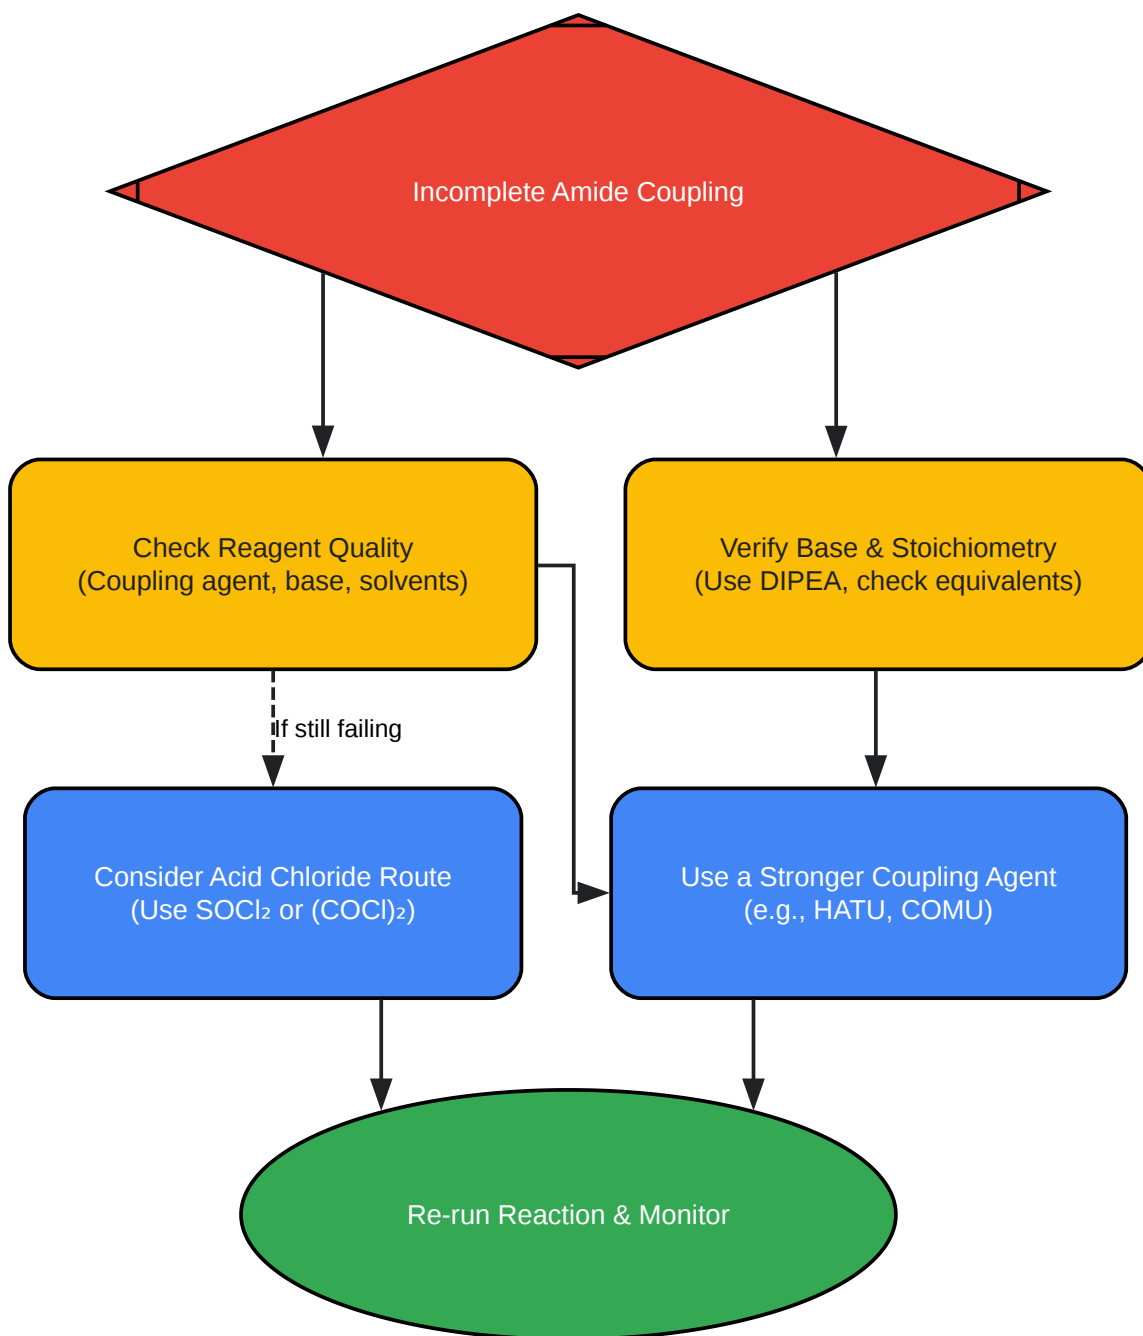 Incomplete Amide Coupling
Check Reagent Quality
(Coupling agent, base, solvents)
Verify Base & Stoichiometry
(Use DIPEA, check equivalents)
If still failing
Consider Acid Chloride Route
(Use SOCl₂ or (COCl)₂)
Use a Stronger Coupling Agent
(e.g., HATU, COMU)
Re-run Reaction & Monitor